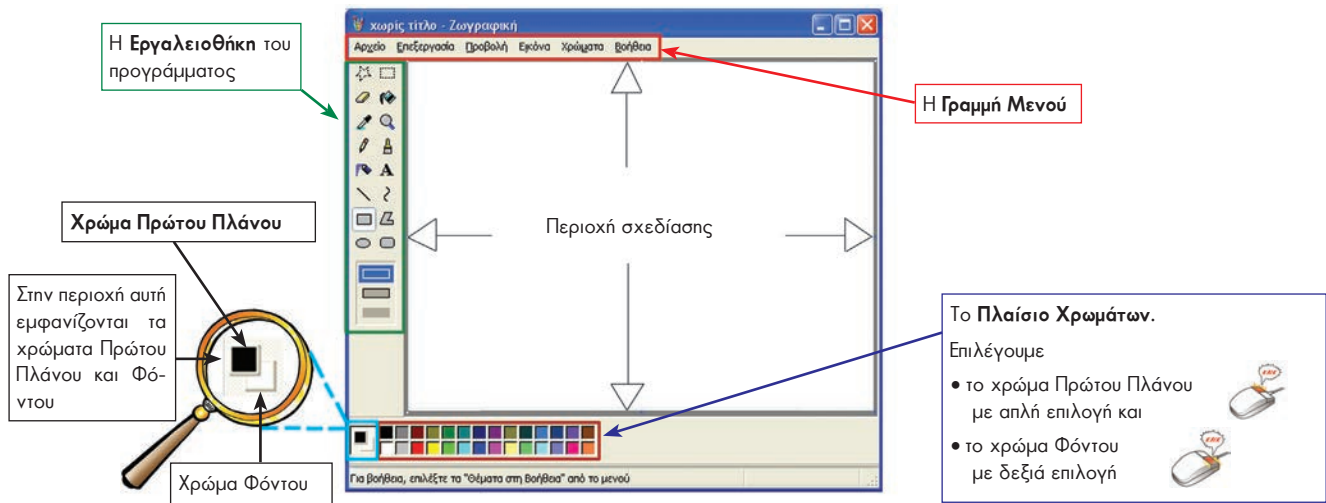 χωρίς τίτλο - Ζωγραφική
Αρχείο Επεξεργασία Προβολή Εικόνα Χρώματα Βοήθεια
Η Εργαλειοθήκη του
προγράμματος
Η Γραμμή Μενού
A
Περιοχή σχεδίασης
Χρώμα Πρώτου Πλάνου
Στην περιοχή αυτή
εμφανίζονται τα
χρώματα Πρώτου
Πλάνου και Φό-
ντου
Χρώμα Φόντου
Το Πλαίσιο Χρωμάτων.
Επιλέγουμε
• το χρώμα Πρώτου Πλάνου
με απλή επιλογή και
• το χρώμα Φόντου
με δεξιά επιλογή
Για βοήθεια, επιλέξτε τα "Θέματα στη Βοήθεια" από το μενού